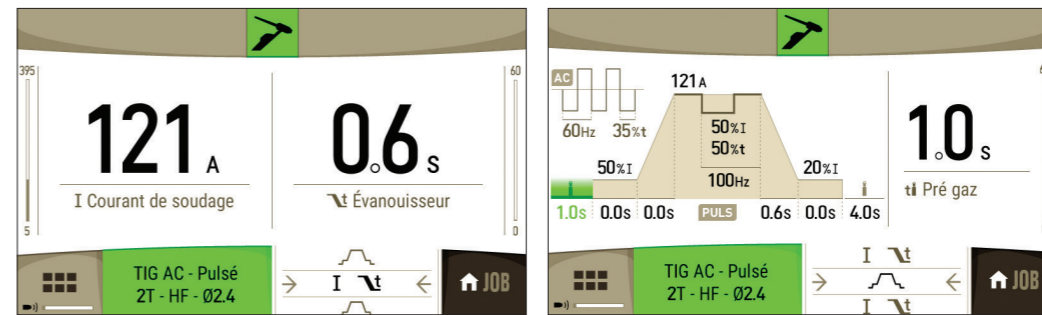 395
60
121 A
0.6 s
I Courant de soudage
t Évanouisseur
5
0
TIG AC - Pulsé
2T - HF - Ø2.4
I t
JOB
AC
121 A
60Hz 35%t
50%I
50%t
100Hz
50%I
20%I
1.0s 0.0s 0.0s PULS 0.6s 0.0s 4.0s
1.0 s
t Pré gaz
TIG AC - Pulsé
2T - HF - Ø2.4
I t
I t
JOB